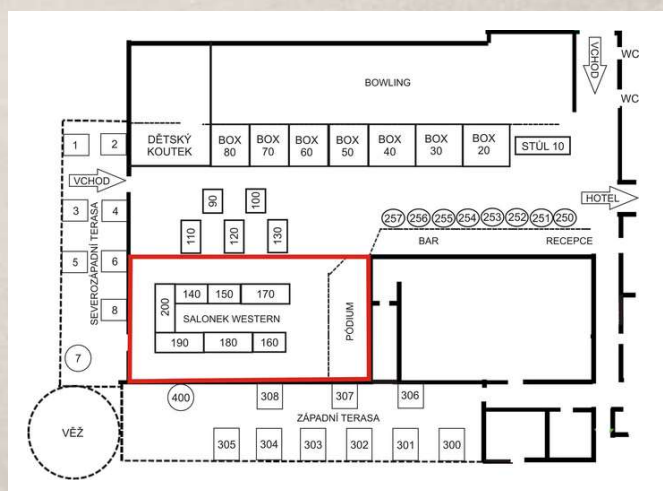 BOWLING
VCHOD
WC
WC
DĚTSKÝ
KOUTEK
BOX
80
BOX
70
BOX
60
BOX
50
BOX
40
BOX
30
BOX
20
STŮL 10
1
2
VCHOD
HOTEL
3
4
90
100
257
256
255
254
253
252
251
250
110
120
130
BAR
RECEPCE
SEVEROZÁPADNÍ TERASA
5
6
8
7
200
140
150
170
SALONEK WESTERN
190
180
160
PÓDIUM
400
308
307
306
ZÁPADNÍ TERASA
VĚŽ
305
304
303
302
301
300